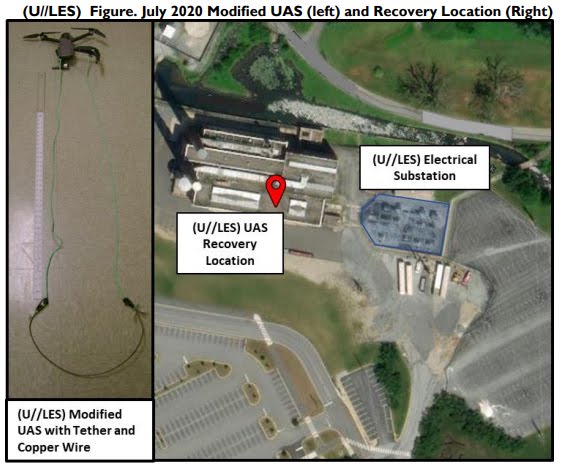 (U//LES) Figure. July 2020 Modified UAS (left) and Recovery Location (Right)
(U//LES) Electrical
Substation
(U//LES) UAS
Recovery
Location
(U//LES) Modified
UAS with Tether and
Copper Wire